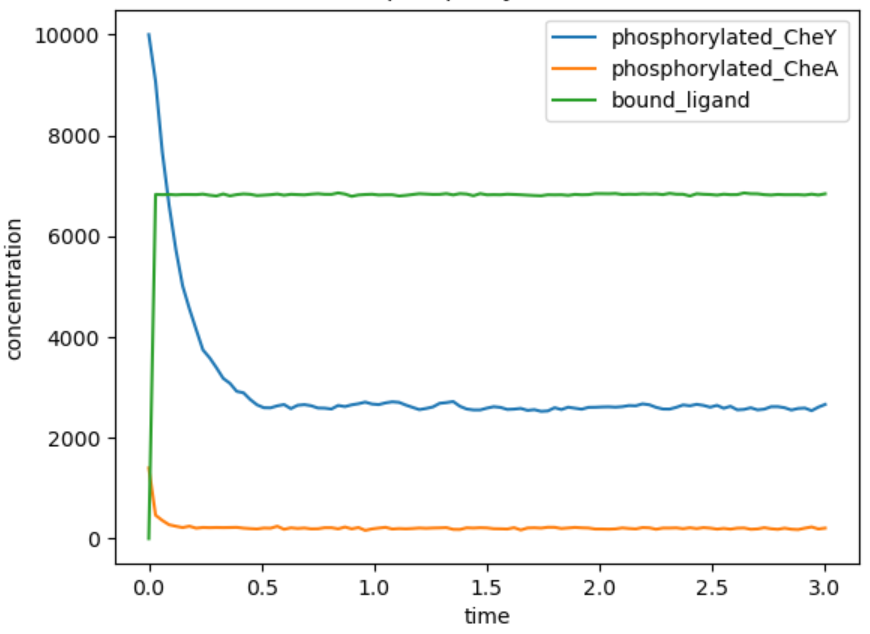 phosphorylated_CheY
phosphorylated_CheA
bound_ligand
concentration
10000
8000
6000
4000
2000
0
0.0 0.5 1.0 1.5 2.0 2.5 3.0
time